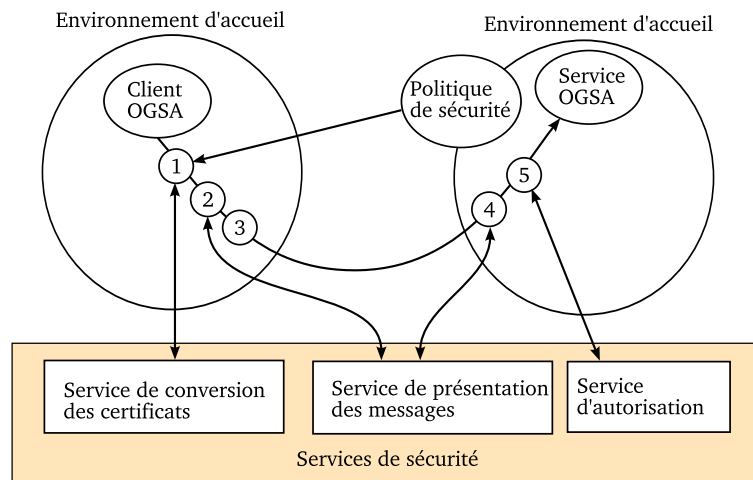 Environnement d'accueil
Environnement d'accueil
Client
OGSA
Politique
de sécurité
Service
OGSA
1
2
3
4
5
Service de conversion
des certificats
Service de présentation
des messages
Service
d'autorisation
Services de sécurité